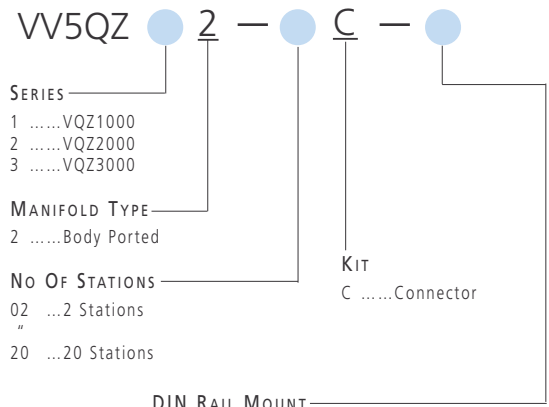 VV5QZ 2 – C –
SERIES
1 ......VQZ1000
2 ......VQZ2000
3 ......VQZ3000
MANIFOLD TYPE
2 ......Body Ported
NO OF STATIONS
02 ...2 Stations
"
20 ...20 Stations
KIT
C ......Connector
DIN RAIL MOUNT